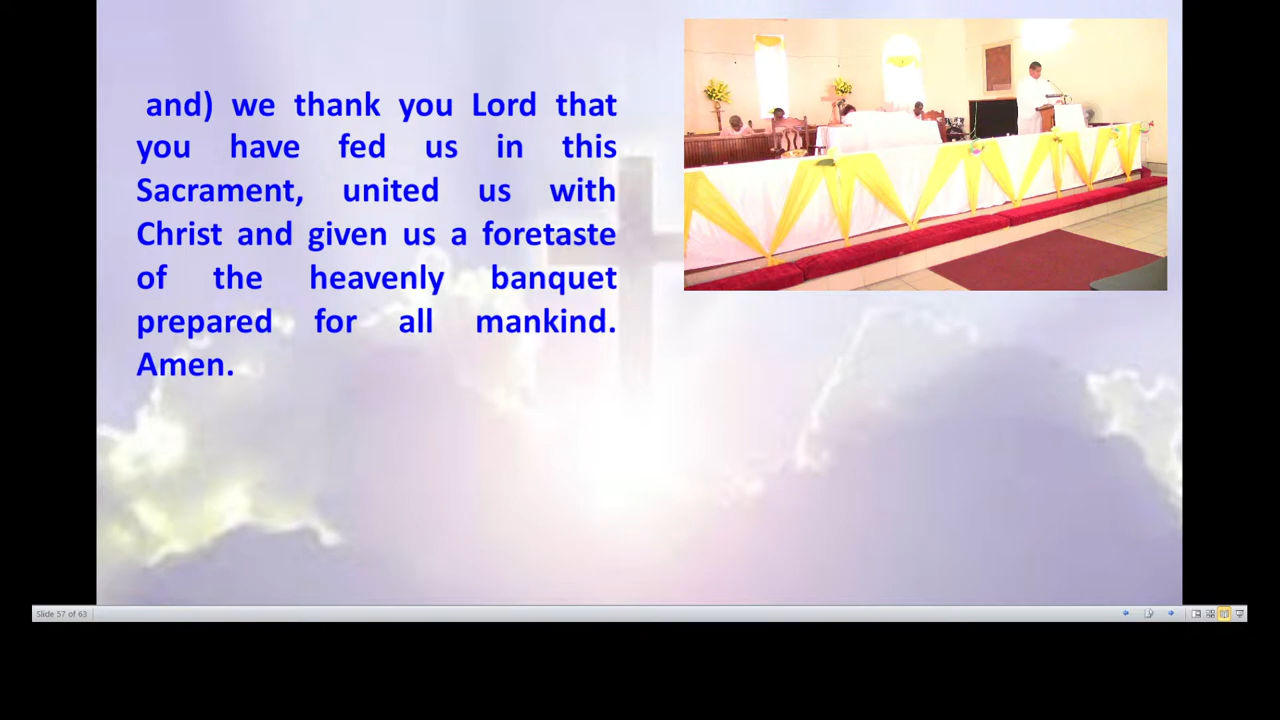 and) we thank you Lord that
you have fed us in this
Sacrament, united us with
Christ and given us a foretaste
of the heavenly banquet
prepared for all mankind.
Amen.
Slide 57 of 63